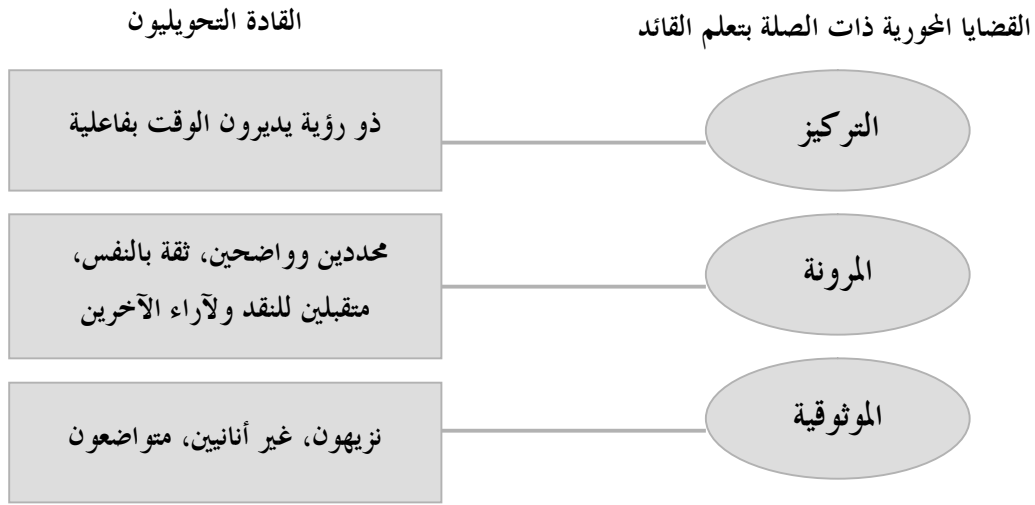 القضايا المحورية ذات الصلة بتعلم القائد
القادة التحويليون
التركيز
ذو رؤية يديرون الوقت بفاعلية
المرونة
محددين وواضحين، ثقة بالنفس،
متقبلين للنقد ولآراء الآخرين
الموثوقية
نزيهون، غير أنانيين، متواضعون